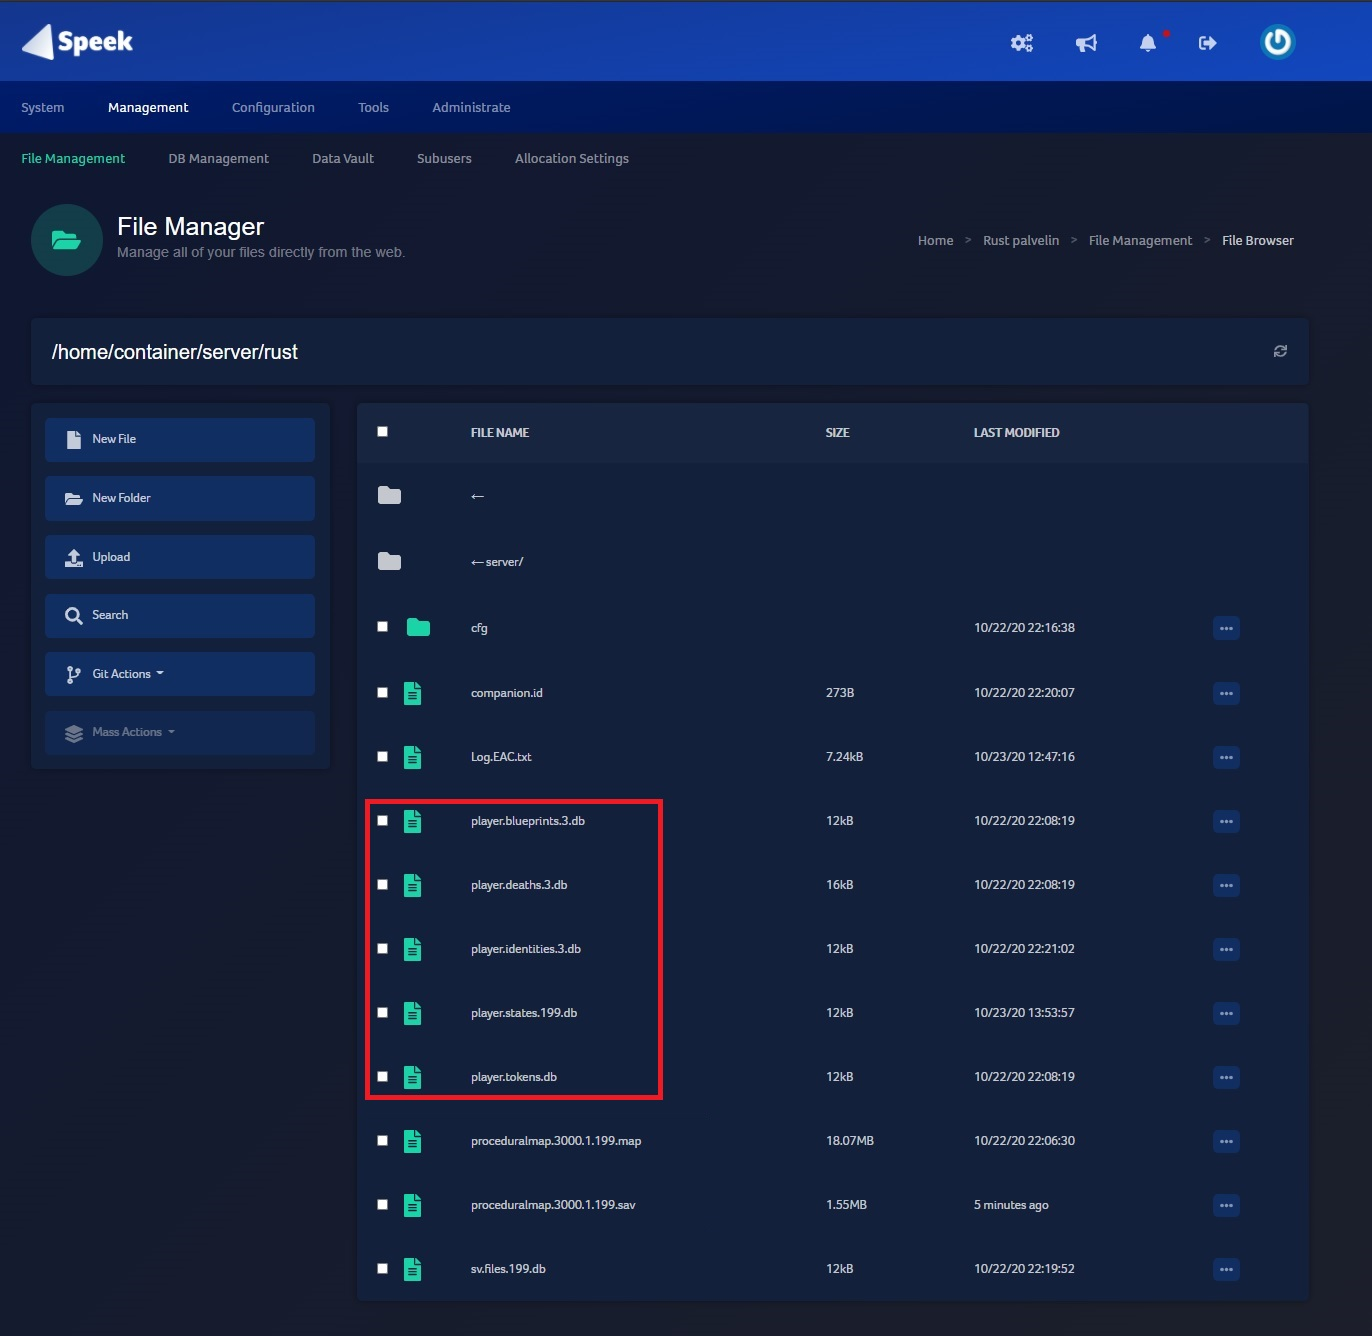 Speek
System Management Configuration Tools Administrate
File Management DB Management Data Vault Subusers Allocation Settings
File Manager
Manage all of your files directly from the web.
Home > Rust palvelin > File Management > File Browser
/home/container/server/rust
New File
New Folder
Upload
Search
Git Actions
Mass Actions
FILE NAME SIZE LAST MODIFIED
←
←server/
cfg 10/22/20 22:16:38
companion.id 273B 10/22/20 22:20:07
Log.EAC.txt 7.24kB 10/23/20 12:47:16
player.blueprints.3.db 12kB 10/22/20 22:08:19
player.deaths.3.db 16kB 10/22/20 22:08:19
player.identities.3.db 12kB 10/22/20 22:21:02
player.states.199.db 12kB 10/23/20 13:53:57
player.tokens.db 12kB 10/22/20 22:08:19
proceduralmap.3000.1.199.map 18.07MB 10/22/20 22:06:30
proceduralmap.3000.1.199.sav 1.55MB 5 minutes ago
sv.files.199.db 12kB 10/22/20 22:19:52